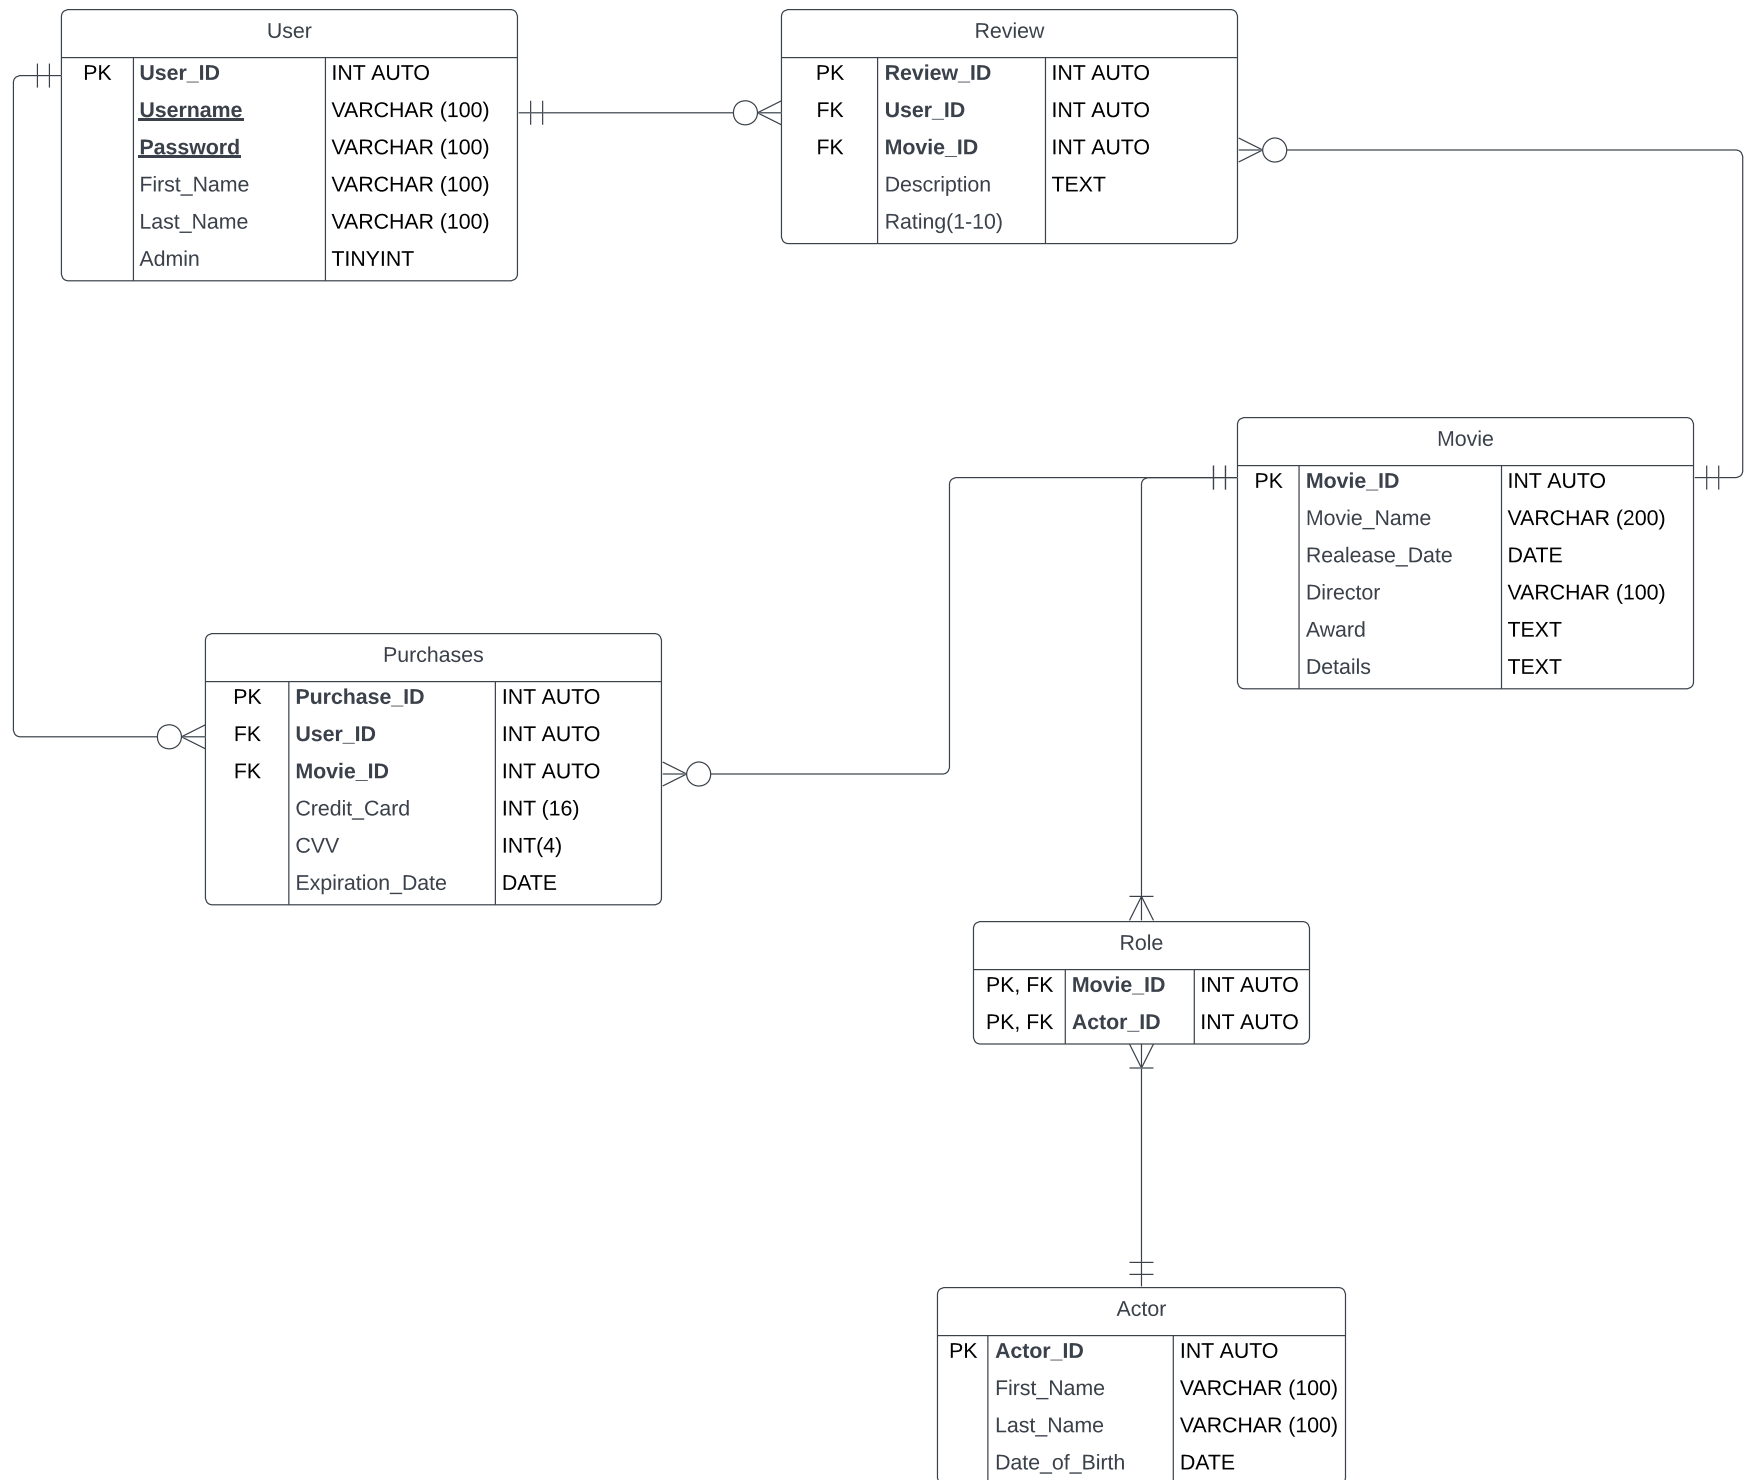 User
PK User_ID INT AUTO
Username VARCHAR (100)
Password VARCHAR (100)
First_Name VARCHAR (100)
Last_Name VARCHAR (100)
Admin TINYINT
Review
PK Review_ID INT AUTO
FK User_ID INT AUTO
FK Movie_ID INT AUTO
Description TEXT
Rating(1-10)
Movie
PK Movie_ID INT AUTO
Movie_Name VARCHAR (200)
Realease_Date DATE
Director VARCHAR (100)
Award TEXT
Details TEXT
Purchases
PK Purchase_ID INT AUTO
FK User_ID INT AUTO
FK Movie_ID INT AUTO
Credit_Card INT (16)
CVV INT(4)
Expiration_Date DATE
Role
PK, FK Movie_ID INT AUTO
PK, FK Actor_ID INT AUTO
Actor
PK Actor_ID INT AUTO
First_Name VARCHAR (100)
Last_Name VARCHAR (100)
Date_of_Birth DATE